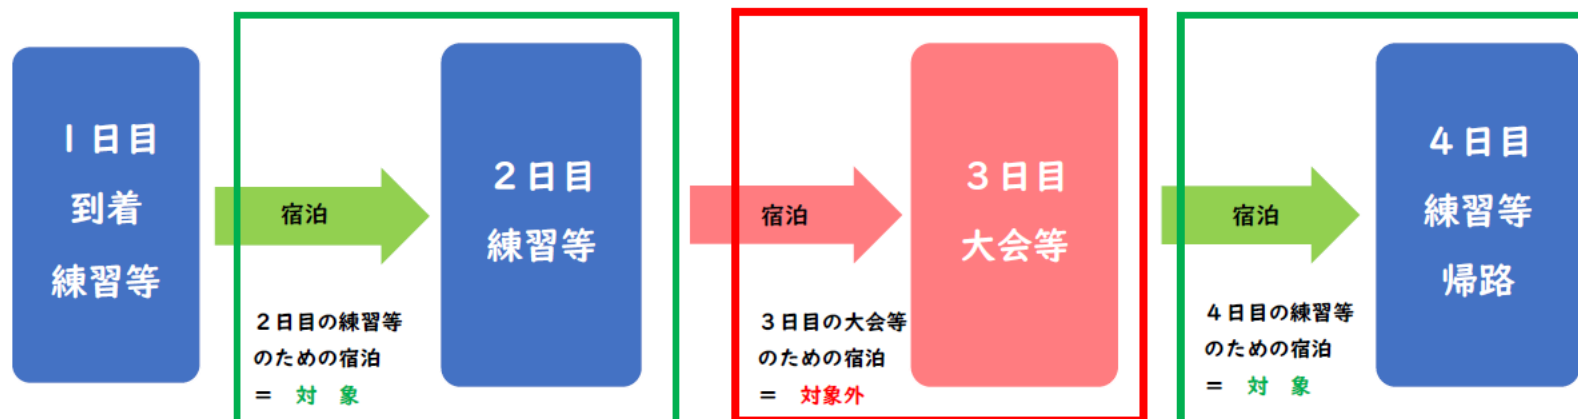 1日目
到着
練習等
宿泊
2日目の練習等
のための宿泊
= 対 象
2日目
練習等
宿泊
3日目の大会等
のための宿泊
= 対象外
3日目
大会等
宿泊
4日目の練習等
のための宿泊
= 対 象
4日目
練習等
帰路